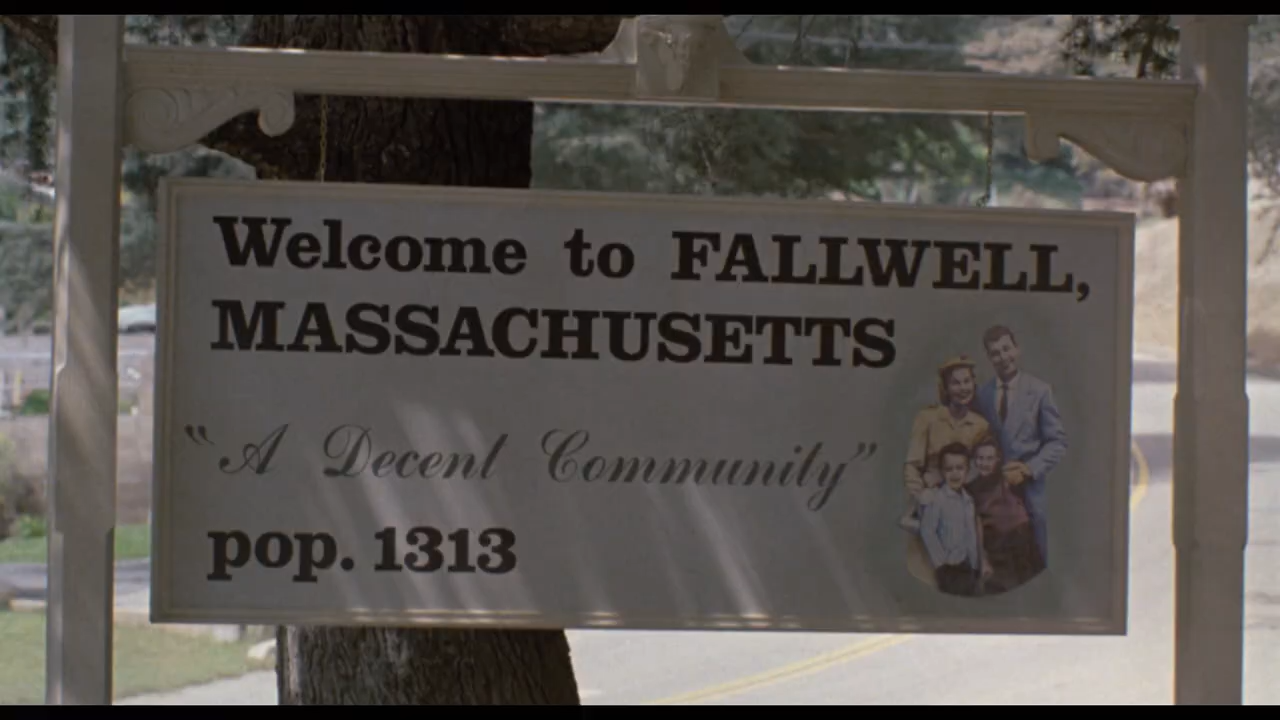 Welcome to FALLWELL,
MASSACHUSETTS
"A Decent Community"
pop. 1313